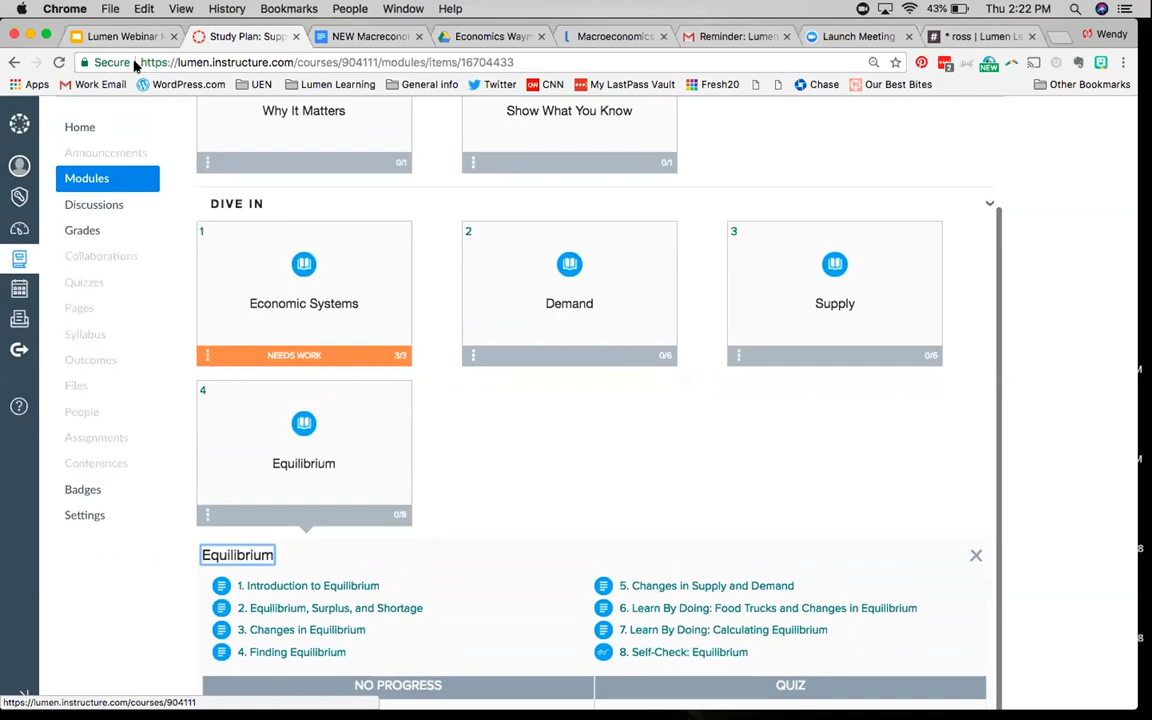 Chrome File Edit View History Bookmarks People Window Help 43% Thu 2:22 PM
Lumen Webinar M × Study Plan: Supp × NEW Macrecon × Economics Waym × Macroeconomics × Reminder: Lumen × Launch Meeting × * ross | Lumen Le × Wendy
Secure https://lumen.instructure.com/courses/904111/modules/items/16704433
Apps Work Email WordPress.com UEN Lumen Learning General info Twitter CNN My LastPass Vault Fresh20 Chase Our Best Bites Other Bookmarks
Home
Announcements
Modules
Discussions
Grades
Collaborations
Quizzes
Pages
Syllabus
Outcomes
Files
People
Assignments
Conferences
Badges
Settings
Why It Matters
0/1
Show What You Know
0/1
DIVE IN
1
Economic Systems
NEEDS WORK 3/3
2
Demand
0/6
3
Supply
0/6
4
Equilibrium
0/8
Equilibrium
1. Introduction to Equilibrium
2. Equilibrium, Surplus, and Shortage
3. Changes in Equilibrium
4. Finding Equilibrium
5. Changes in Supply and Demand
6. Learn By Doing: Food Trucks and Changes in Equilibrium
7. Learn By Doing: Calculating Equilibrium
8. Self-Check: Equilibrium
NO PROGRESS QUIZ
https://lumen.instructure.com/courses/904111